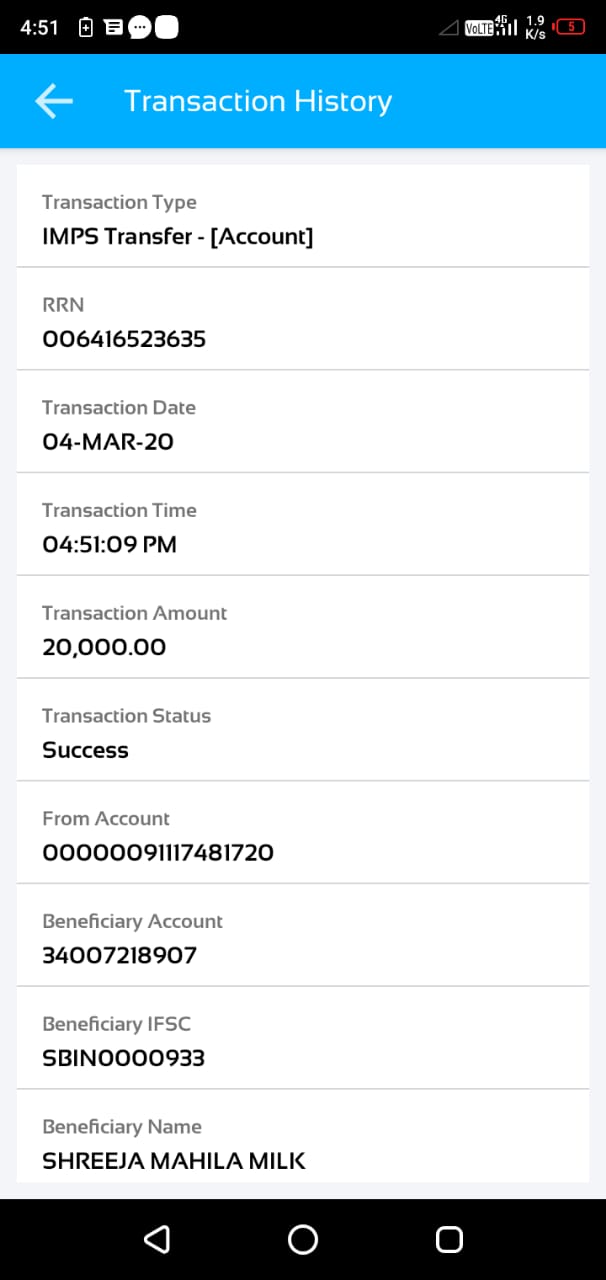 4:51
VoLTE 4G 1.9 K/s 5
Transaction History
Transaction Type
IMPS Transfer - [Account]
RRN
006416523635
Transaction Date
04-MAR-20
Transaction Time
04:51:09 PM
Transaction Amount
20,000.00
Transaction Status
Success
From Account
00000091117481720
Beneficiary Account
34007218907
Beneficiary IFSC
SBIN0000933
Beneficiary Name
SHREEJA MAHILA MILK